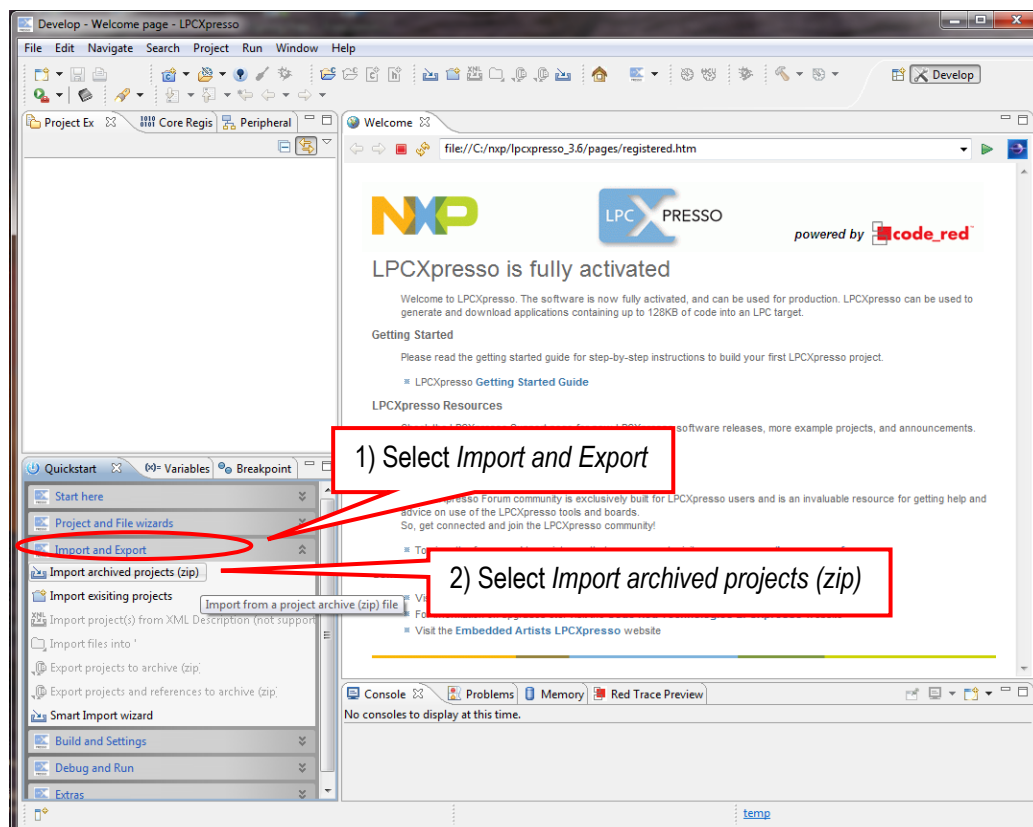 Develop - Welcome page - LPCXpresso
File Edit Navigate Search Project Run Window Help
Develop
Project Ex
Core Regis
Peripheral
Welcome
file://C:/nxp/lpcxpresso_3.6/pages/registered.htm
NXP
LPC XPRESSO
powered by code_red
LPCXpresso is fully activated
Welcome to LPCXpresso. The software is now fully activated, and can be used for production. LPCXpresso can be used to
generate and download applications containing up to 128KB of code into an LPC target.
Getting Started
Please read the getting started guide for step-by-step instructions to build your first LPCXpresso project.
LPCXpresso Getting Started Guide
LPCXpresso Resources
software releases, more example projects, and announcements.
1) Select Import and Export
Forum community is exclusively built for LPCXpresso users and is an invaluable resource for getting help and
advice on use of the LPCXpresso tools and boards.
So, get connected and join the LPCXpresso community!
2) Select Import archived projects (zip)
Visit the Embedded Artists LPCXpresso website
Quickstart
(x)= Variables
Breakpoint
Start here
Project and File wizards
Import and Export
Import archived projects (zip)
Import exisiting projects
Import from a project archive (zip) file
Import project(s) from XML Description (not support
Import files into '
Export projects to archive (zip)
Export projects and references to archive (zip)
Smart Import wizard
Build and Settings
Debug and Run
Extras
Console
Problems
Memory
Red Trace Preview
No consoles to display at this time.
temp